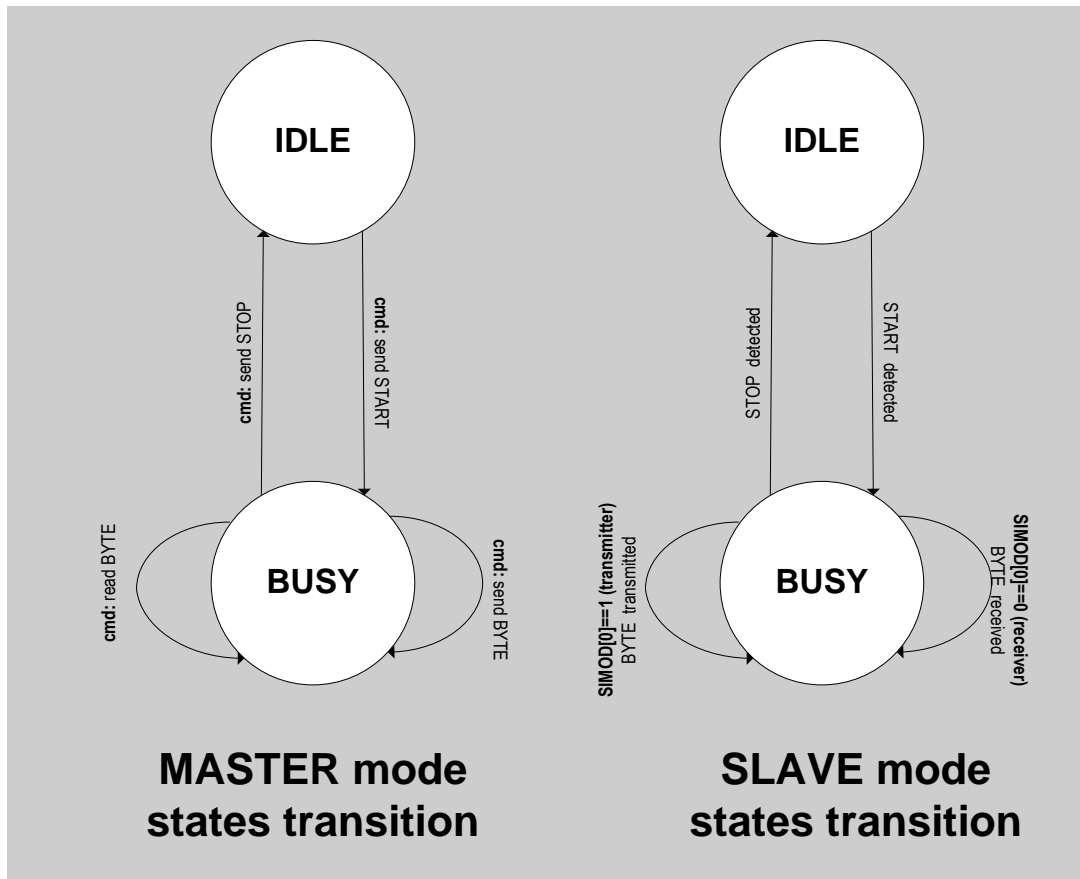 IDLE
cmd: send STOP
cmd: send START
cmd: read BYTE
BUSY
cmd: send BYTE
MASTER mode
states transition
IDLE
STOP detected
START detected
SIMOD[0]==1 (transmitter)
BYTE transmitted
BUSY
SIMOD[0]==0 (receiver)
BYTE received
SLAVE mode
states transition